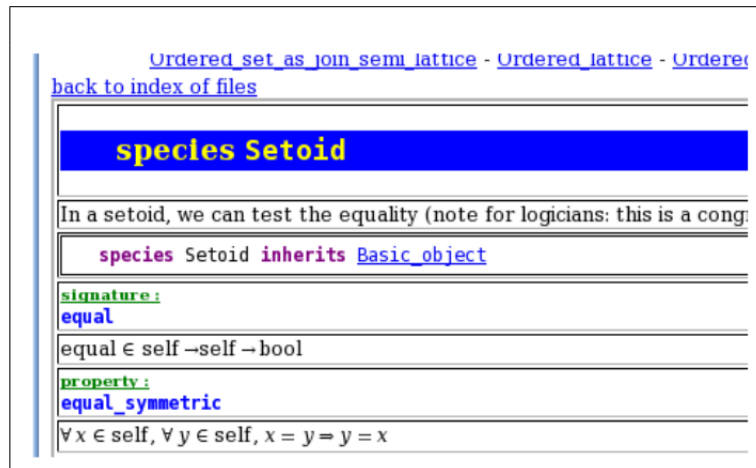 Ordered_set_as_join_semi_lattice - Ordered_lattice - Ordered
back to index of files
species Setoid
In a setoid, we can test the equality (note for logicians: this is a
species Setoid inherits Basic_object
signature :
equal
equal ∈ self →self → bool
property :
equal_symmetric
∀ x ∈ self, ∀ y ∈ self, x = y ⇒ y = x